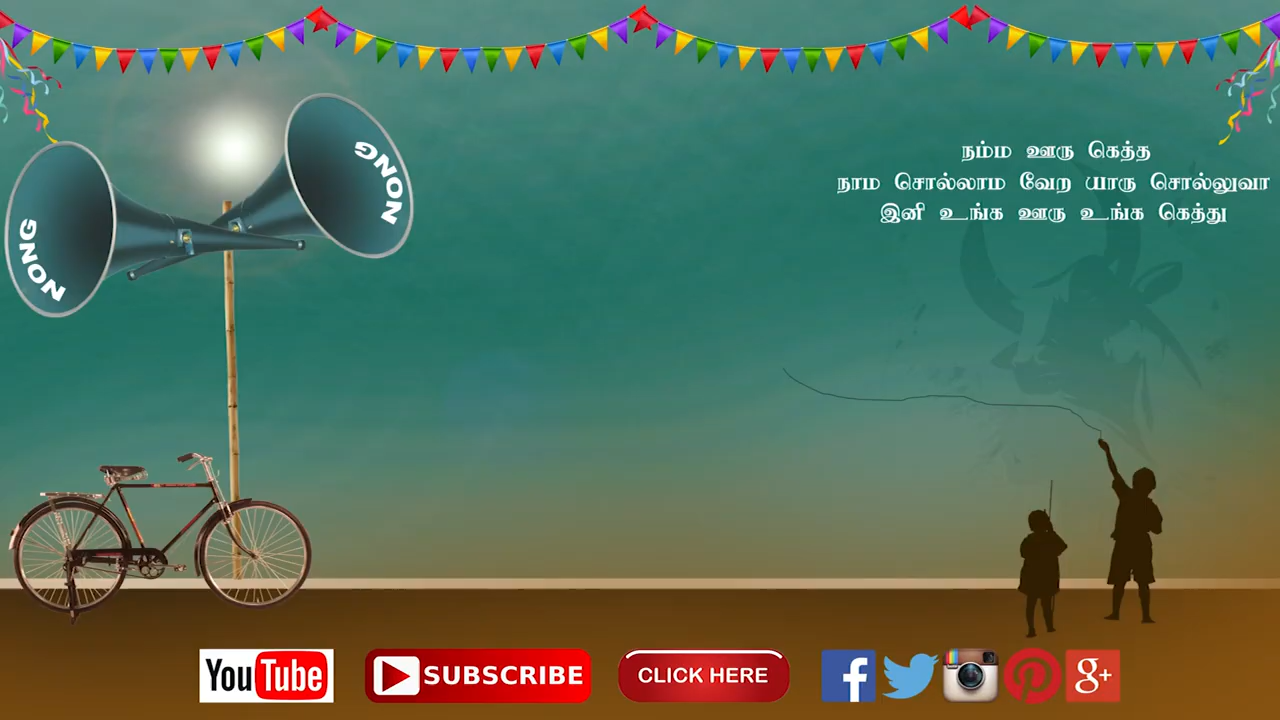 NONG
NONG
நம்ம ஊரு கெத்த
நாம சொல்லாம வேற யாரு சொல்லுவா
இனி உங்க ஊரு உங்க கெத்து
YouTube
SUBSCRIBE
CLICK HERE
f
g+